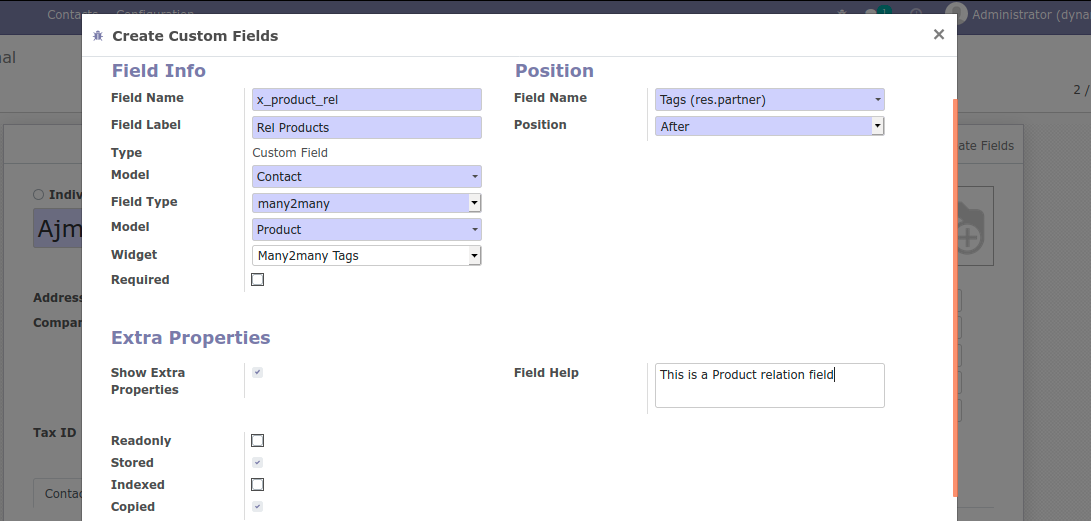 Contacts Configuration 1 Administrator (dynam
Create Custom Fields ×
al
2 /
Field Info
Position
Field Name x_product_rel
Field Name Tags (res.partner)
Field Label Rel Products
Position After
Type Custom Field
Model Contact
Field Type many2many
Model Product
Widget Many2many Tags
Required
ate Fields
Indiv
Ajm
Address
Compan
Extra Properties
Show Extra
Properties
Field Help This is a Product relation field
Readonly
Stored
Indexed
Copied
Tax ID
Contac